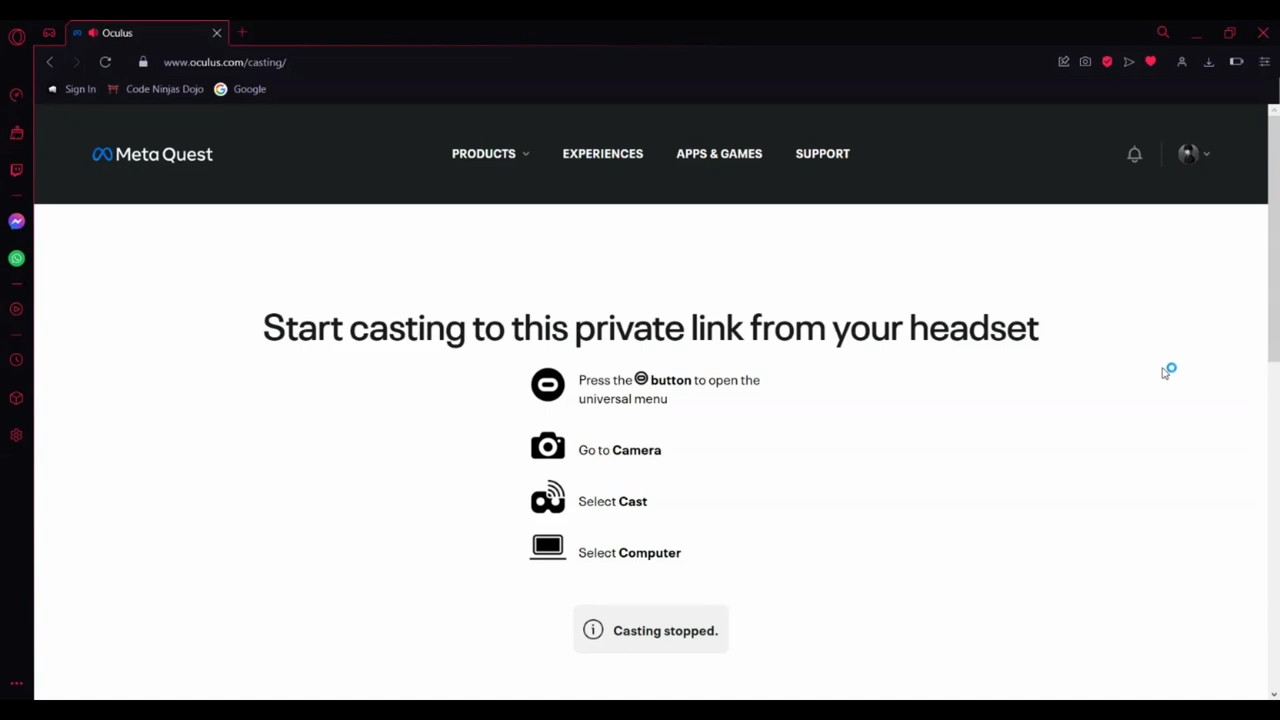 Oculus
www.oculus.com/casting/
Sign In Code Ninjas Dojo Google
Meta Quest PRODUCTS EXPERIENCES APPS & GAMES SUPPORT
Start casting to this private link from your headset
Press the button to open the
universal menu
Go to Camera
Select Cast
Select Computer
Casting stopped.